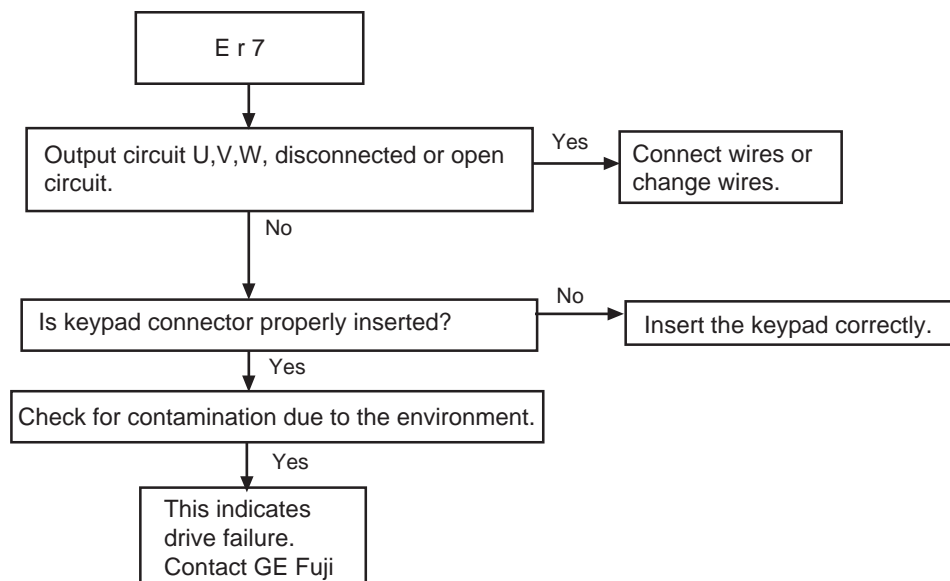 E r 7
Output circuit U,V,W, disconnected or open
circuit.
Yes
Connect wires or
change wires.
No
Is keypad connector properly inserted?
No
Insert the keypad correctly.
Yes
Check for contamination due to the environment.
Yes
This indicates
drive failure.
Contact GE Fuji